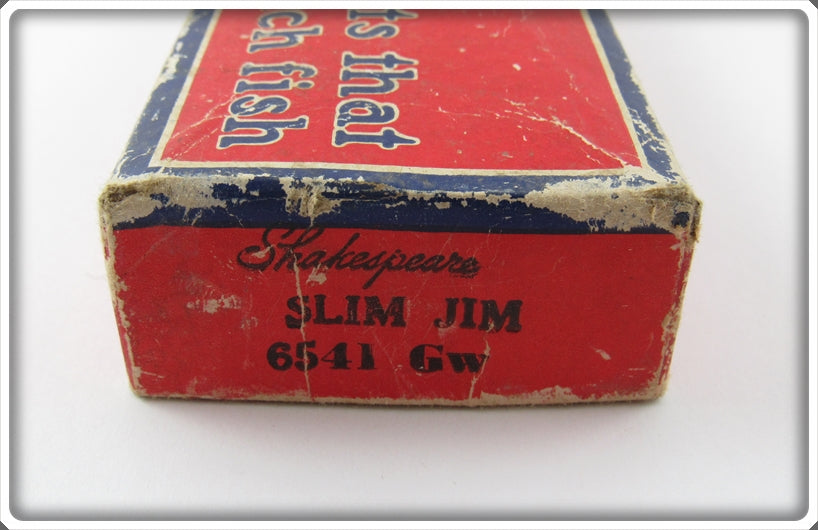 ts that
ch fish
Shakespeare
SLIM JIM
6541 GW